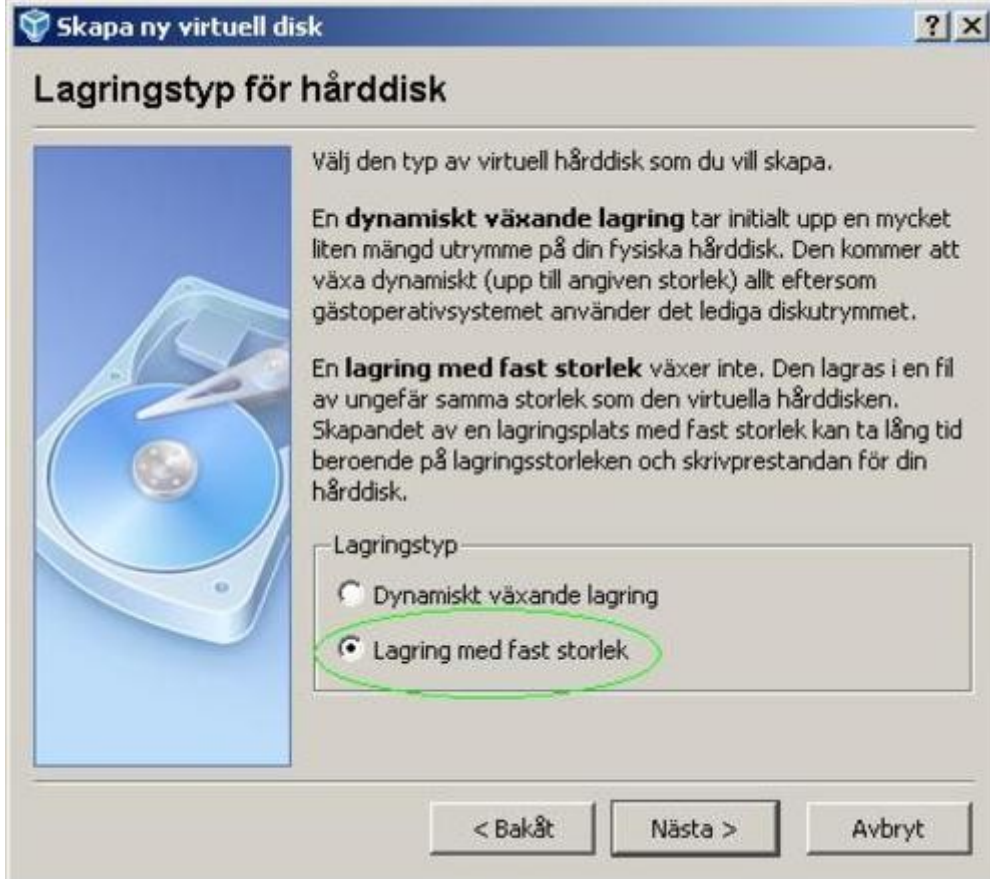 Skapa ny virtuell disk
Lagringstyp för hårddisk
Välj den typ av virtuell hårddisk som du vill skapa.
En dynamiskt växande lagring tar initialt upp en mycket
liten mängd utrymme på din fysiska hårddisk. Den kommer att
växa dynamiskt (upp till angiven storlek) allt eftersom
gästoperativsystemet använder det lediga diskutrymmet.
En lagring med fast storlek växer inte. Den lagras i en fil
av ungefär samma storlek som den virtuella hårddisken.
Skapandet av en lagringsplats med fast storlek kan ta lång tid
beroende på lagringsstorleken och skrivprestandan för din
hårddisk.
Lagringstyp
Dynamiskt växande lagring
Lagring med fast storlek
< Bakåt
Nästa >
Avbryt